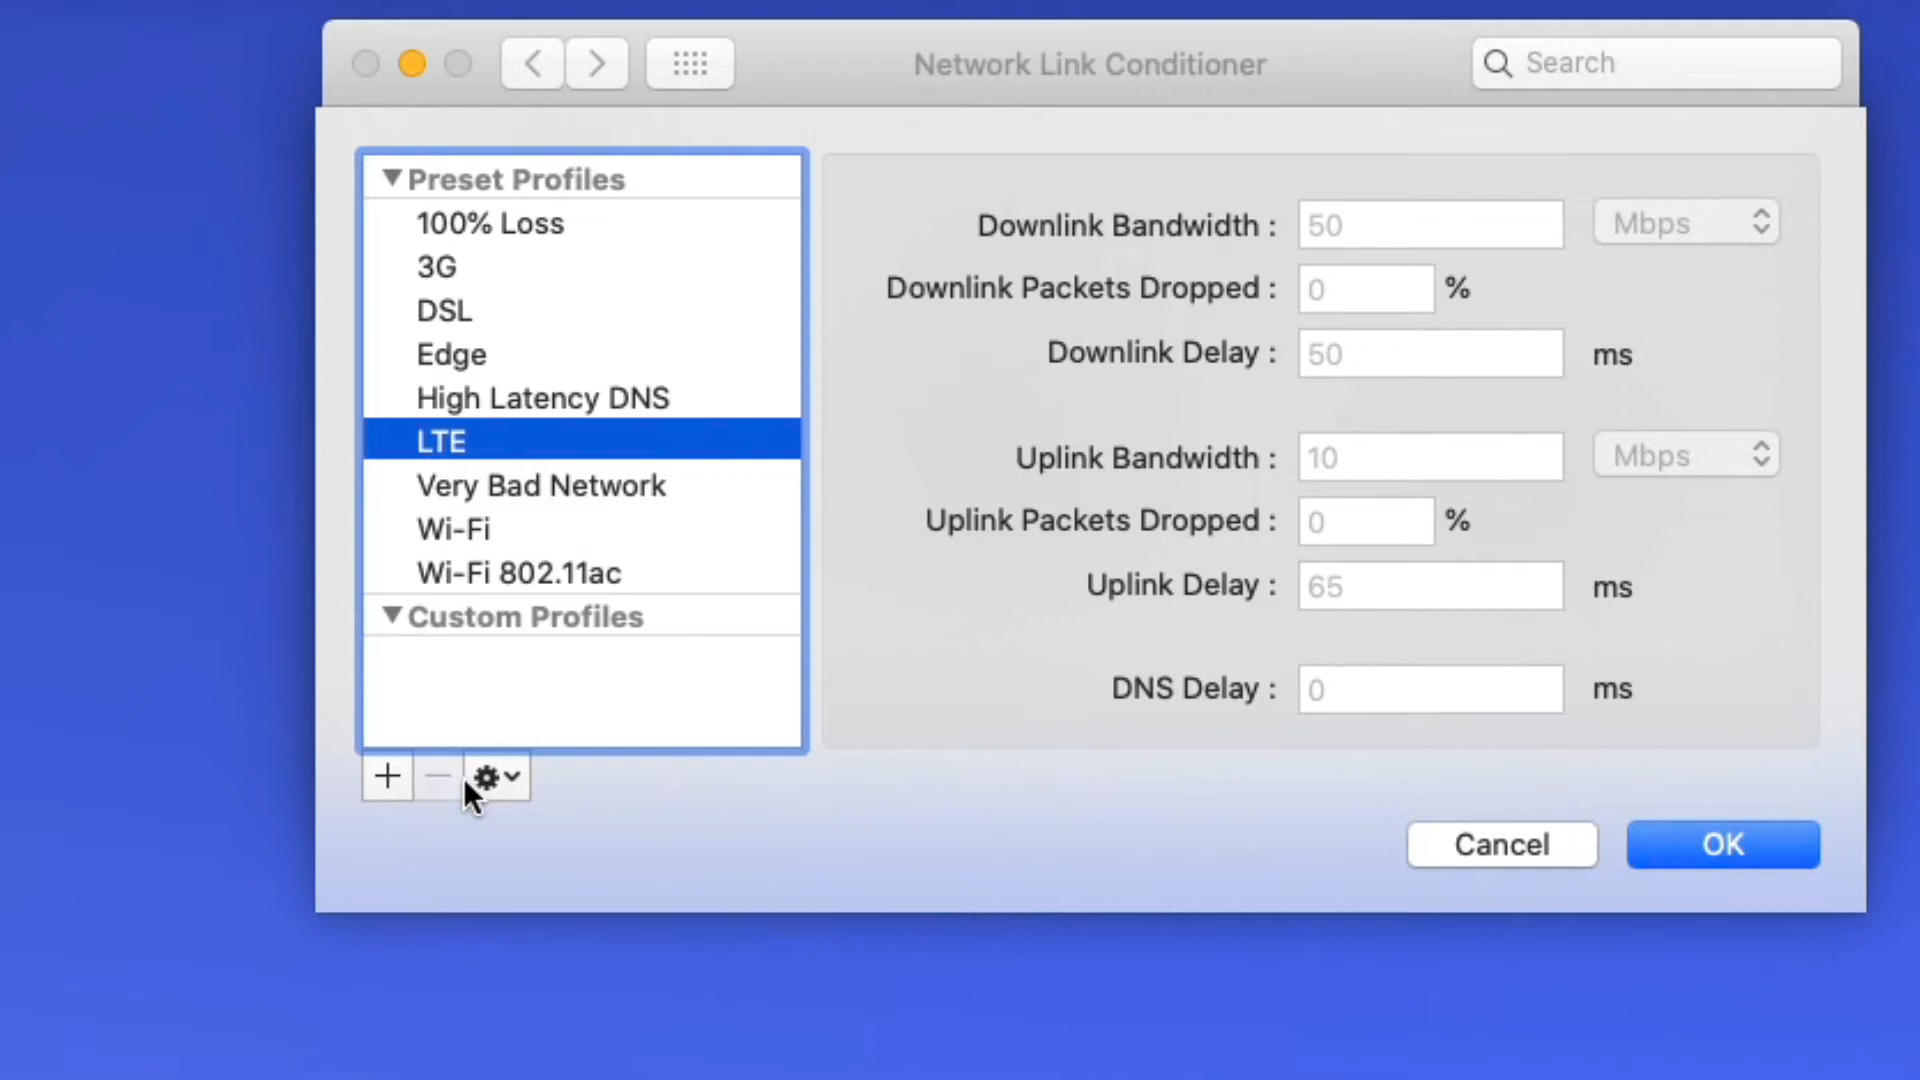 Network Link Conditioner
Search
Preset Profiles
100% Loss
3G
DSL
Edge
High Latency DNS
LTE
Very Bad Network
Wi-Fi
Wi-Fi 802.11ac
Custom Profiles
Downlink Bandwidth : 50 Mbps
Downlink Packets Dropped : 0 %
Downlink Delay : 50 ms
Uplink Bandwidth : 10 Mbps
Uplink Packets Dropped : 0 %
Uplink Delay : 65 ms
DNS Delay : 0 ms
Cancel
OK